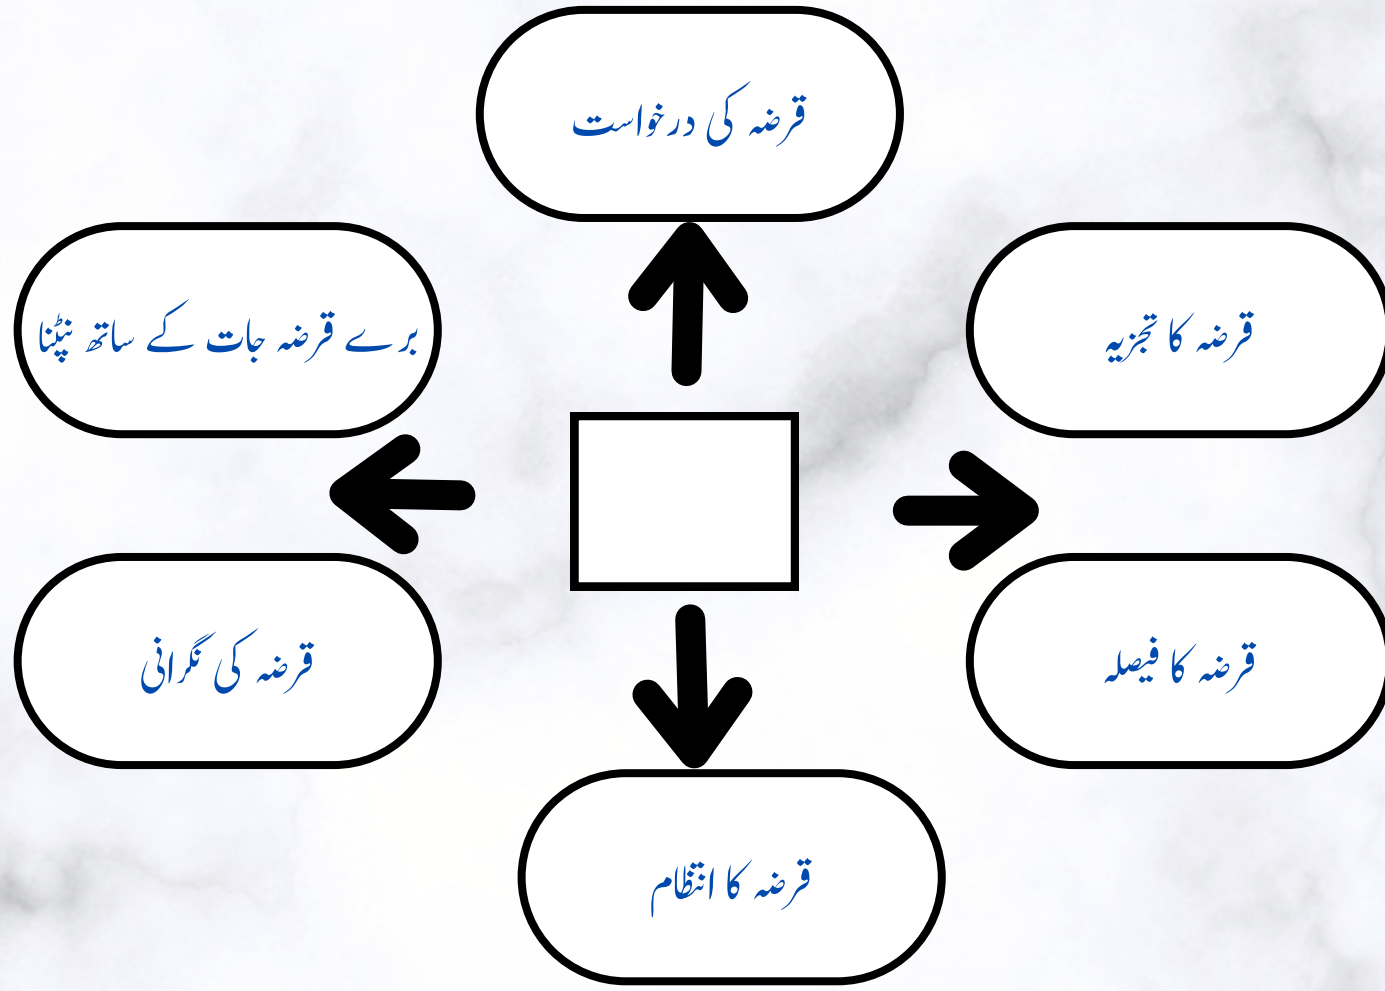 قرضہ کی درخواست
قرضہ کا تجزیہ
برے قرضہ جات کے ساتھ نپٹنا
قرضہ کا فیصلہ
قرضہ کی نگرانی
قرضہ کا انتظام